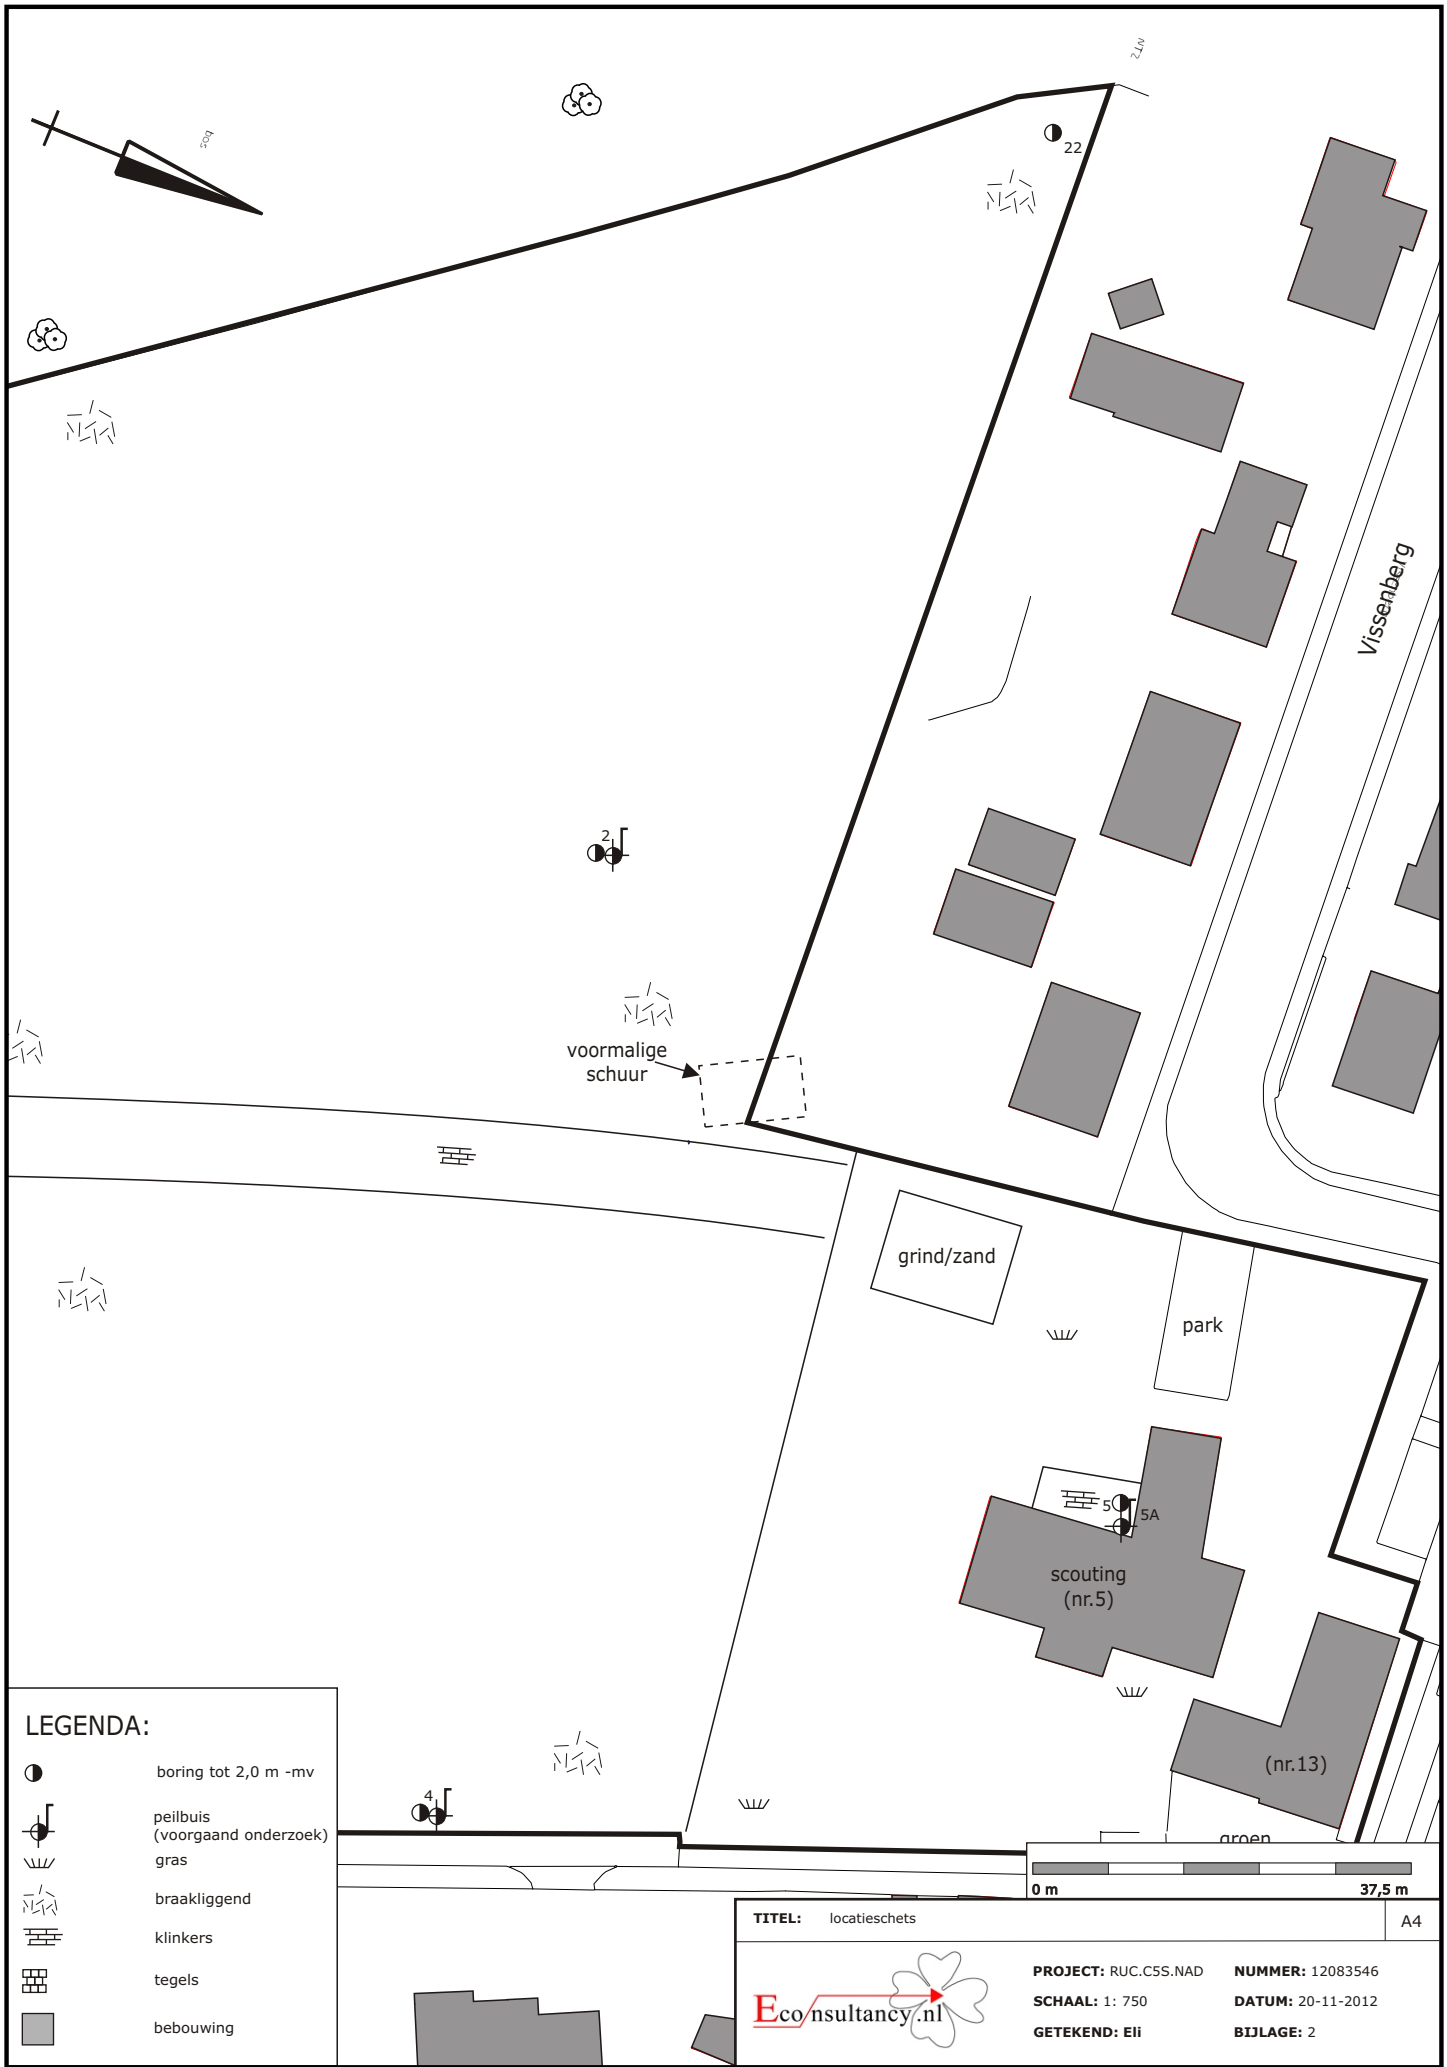 NTZ
bos
22
Vissenberg
2
voormalige
schuur
grind/zand
park
5
5A
scouting
(nr.5)
(nr.13)
groen
4
LEGENDA:
boring tot 2,0 m -mv
peilbuis
(voorgaand onderzoek)
gras
braakliggend
klinkers
tegels
bebouwing
0 m 37,5 m
TITEL: locatieschets A4
Econsultancy.nl
PROJECT: RUC.C5S.NAD NUMMER: 12083546
SCHAAL: 1: 750 DATUM: 20-11-2012
GETEKEND: Eli BIJLAGE: 2